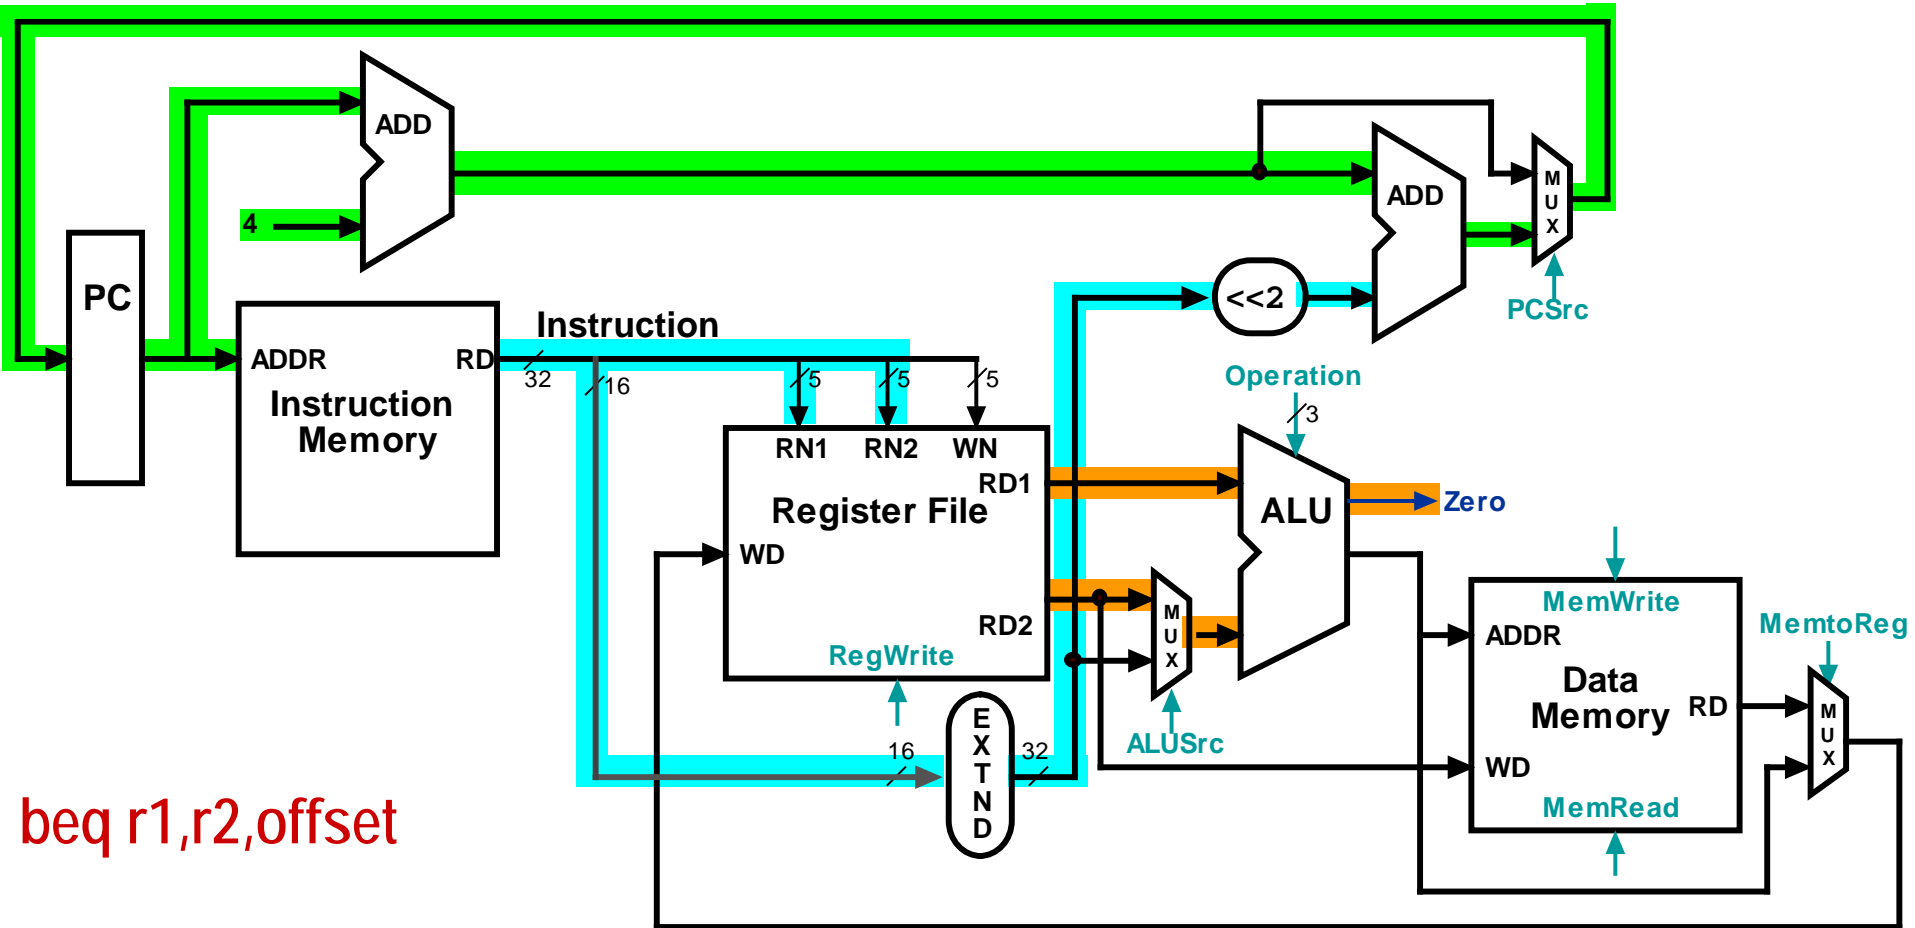 ADD
4
PC
ADD
M
U
X
<<2
PCSrc
Instruction
ADDR
RD
32
16
5
5
5
Instruction
Memory
Operation
3
RN1
RN2
WN
RD1
Register File
ALU
Zero
WD
RD2
RegWrite
M
U
X
ALUSrc
MemWrite
MemtoReg
ADDR
Data
Memory
RD
WD
MemRead
M
U
X
16
E
X
T
N
D
32
beq r1,r2,offset